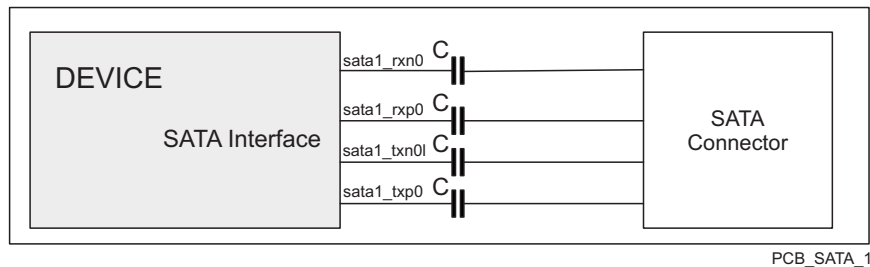 DEVICE
SATA Interface
sata1_rxn0 C
sata1_rxp0 C
sata1_txn0l C
sata1_txp0 C
SATA
Connector
PCB_SATA_1